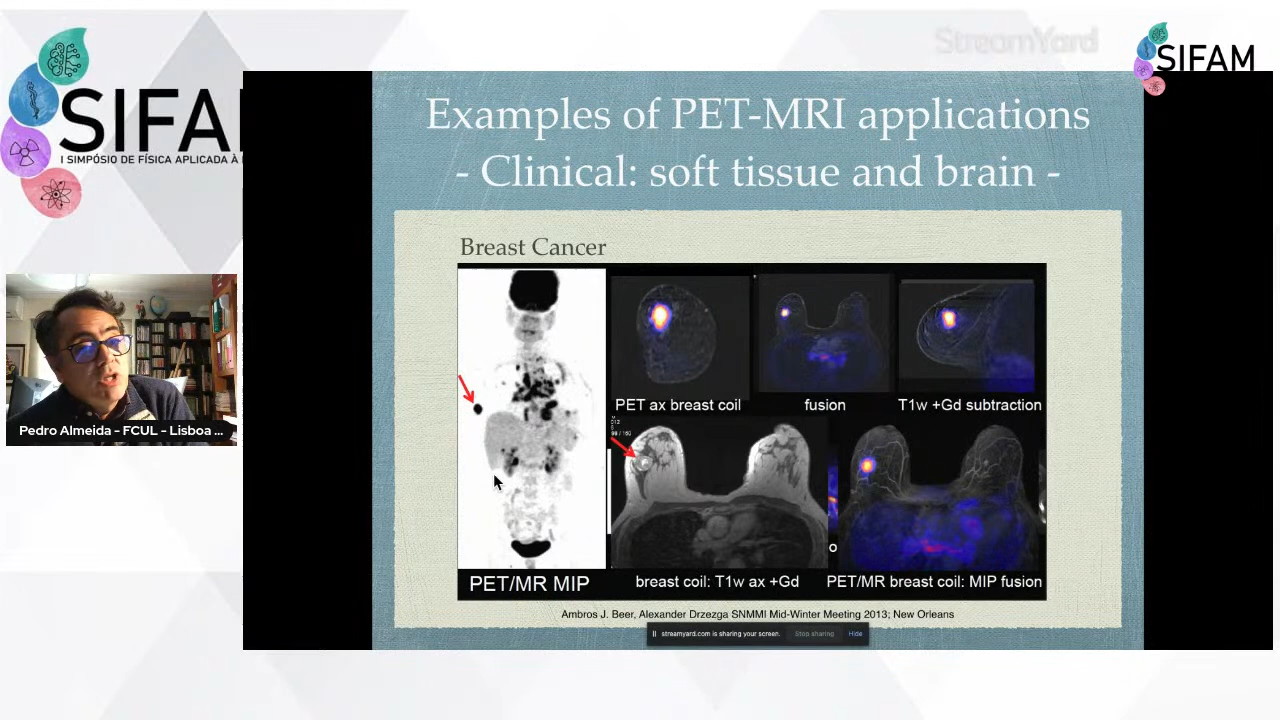 StreamYard
SIFAM
SIFA
I SIMPÓSIO DE FÍSICA APLICADA À
Examples of PET-MRI applications
- Clinical: soft tissue and brain -
Breast Cancer
PET ax breast coil
fusion
T1w +Gd subtraction
PET/MR MIP
breast coil: T1w ax +Gd
PET/MR breast coil: MIP fusion
Ambros J. Beer, Alexander Drzezga SNMMI Mid-Winter Meeting 2013; New Orleans
streamyard.com is sharing your screen.
Stop sharing
Hide
Pedro Almeida - FCUL - Lisboa ...